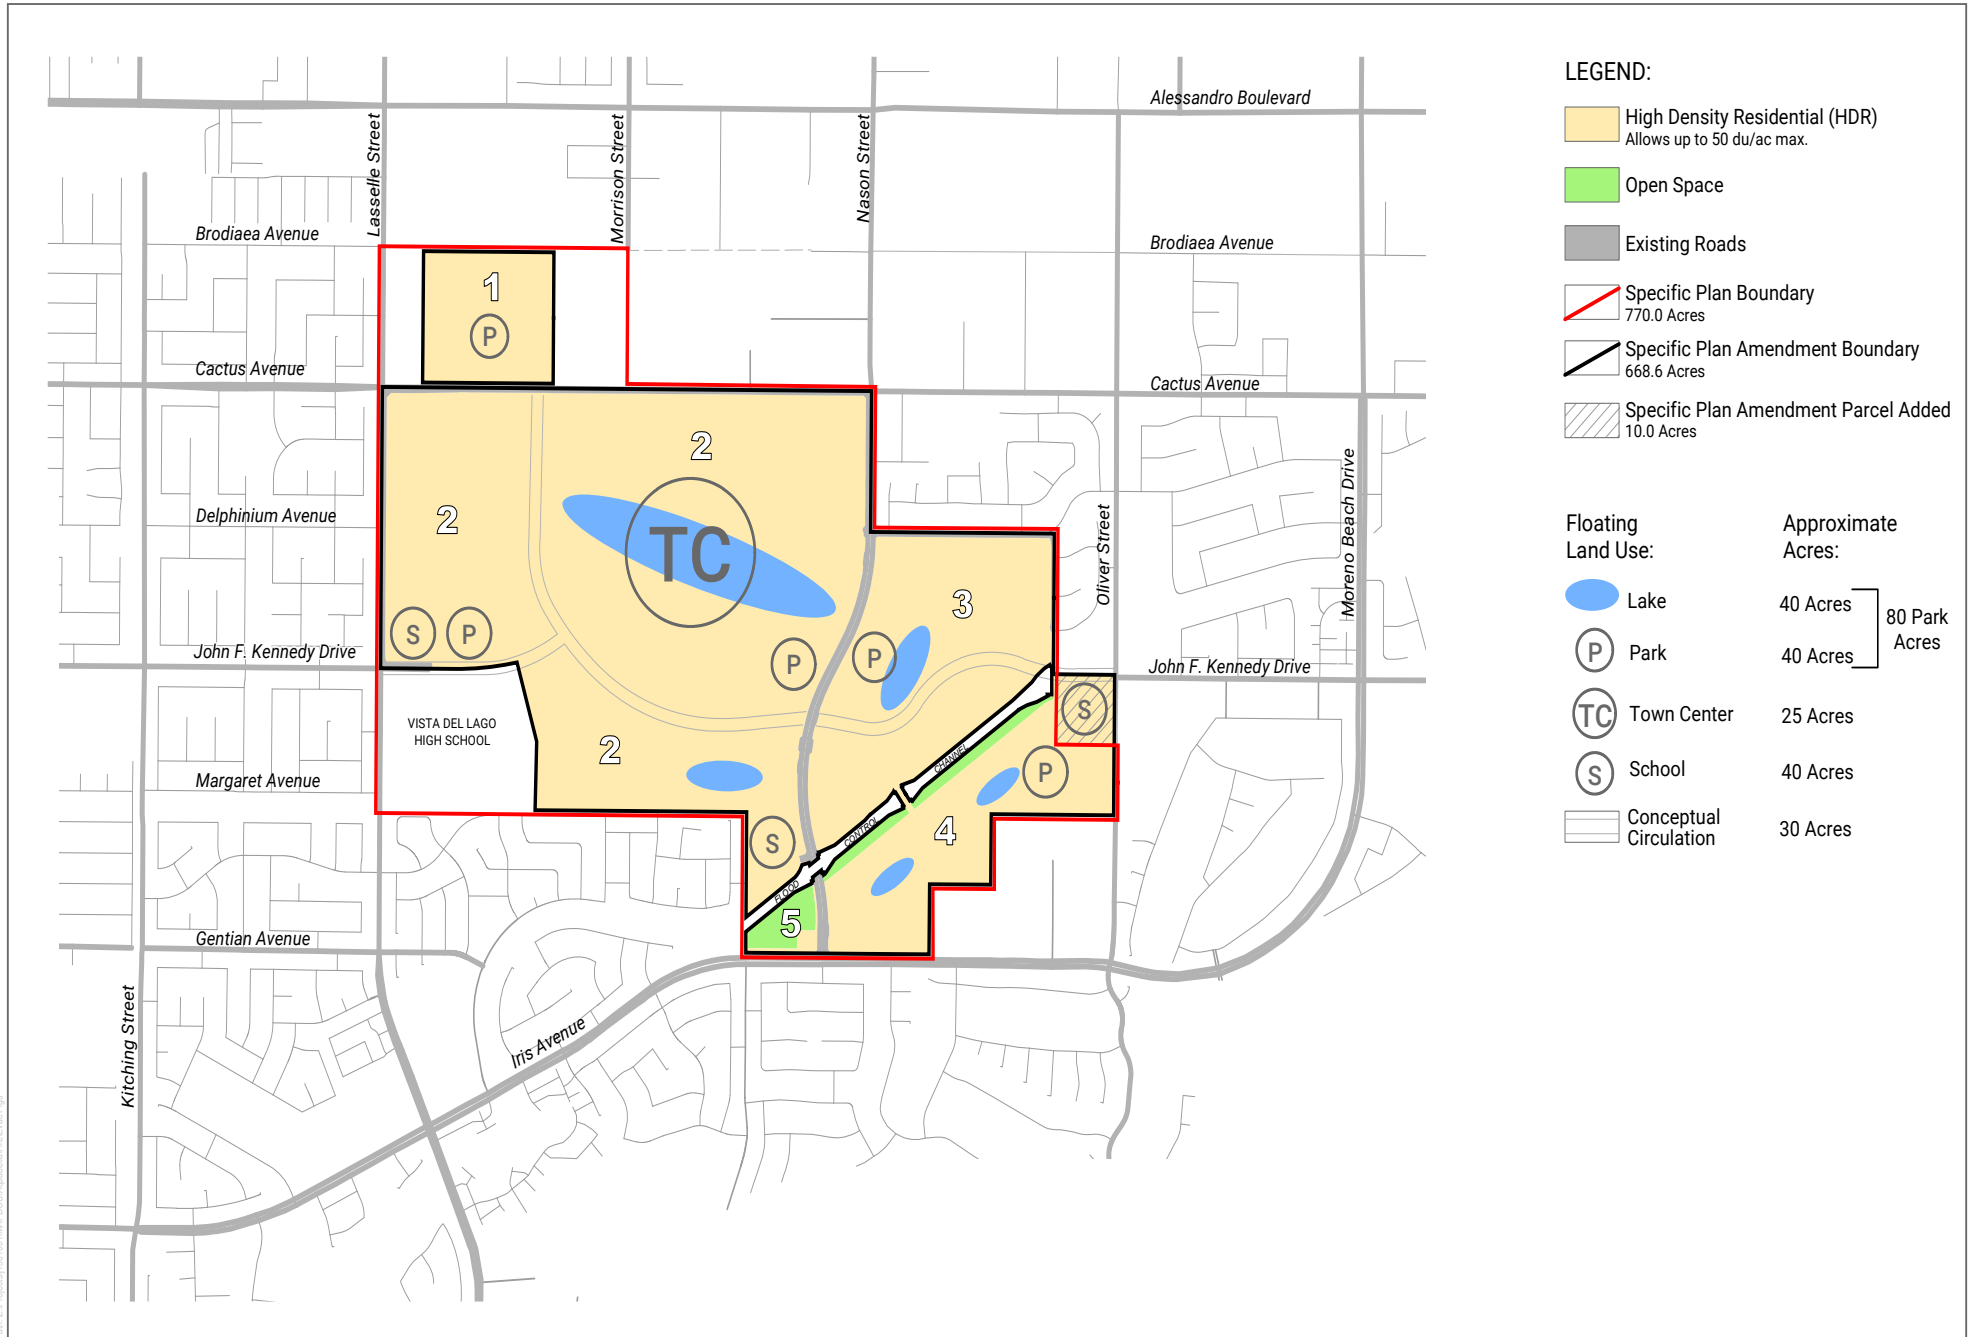 Alessandro Boulevard
Lasselle Street
Morrison Street
Nason Street
Brodiaea Avenue
Brodiaea Avenue
1
P
Cactus Avenue
Cactus Avenue
2
2
Delphinium Avenue
TC
Oliver Street
Moreno Beach Drive
3
S
P
P
P
John F. Kennedy Drive
John F. Kennedy Drive
S
VISTA DEL LAGO
HIGH SCHOOL
2
CHANNEL
P
Margaret Avenue
S
CONTROL
4
FLOOD
5
Gentian Avenue
Kitching Street
Iris Avenue
LEGEND:
High Density Residential (HDR)
Allows up to 50 du/ac max.
Open Space
Existing Roads
Specific Plan Boundary
770.0 Acres
Specific Plan Amendment Boundary
668.6 Acres
Specific Plan Amendment Parcel Added
10.0 Acres
Floating
Land Use:
Approximate
Acres:
Lake
40 Acres
P
Park
40 Acres
80 Park
Acres
TC
Town Center
25 Acres
S
School
40 Acres
Conceptual
Circulation
30 Acres